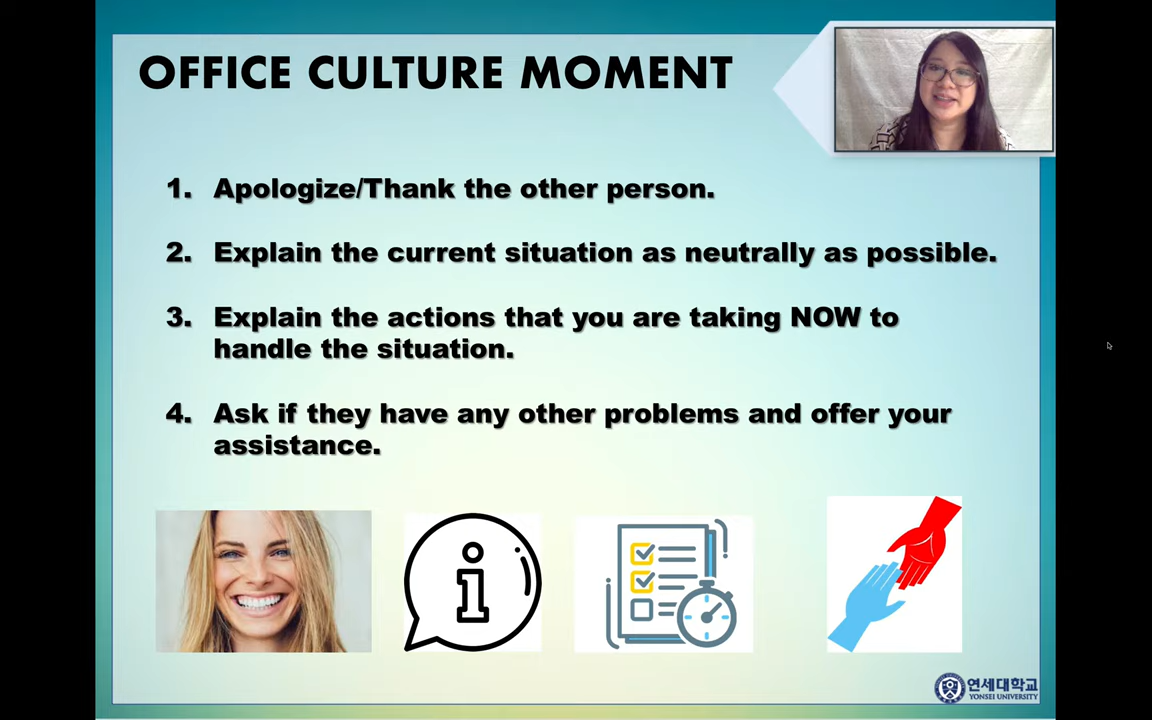 OFFICE CULTURE MOMENT
1. Apologize/Thank the other person.
2. Explain the current situation as neutrally as possible.
3. Explain the actions that you are taking NOW to
handle the situation.
4. Ask if they have any other problems and offer your
assistance.
i
연세대학교
YONSEI UNIVERSITY